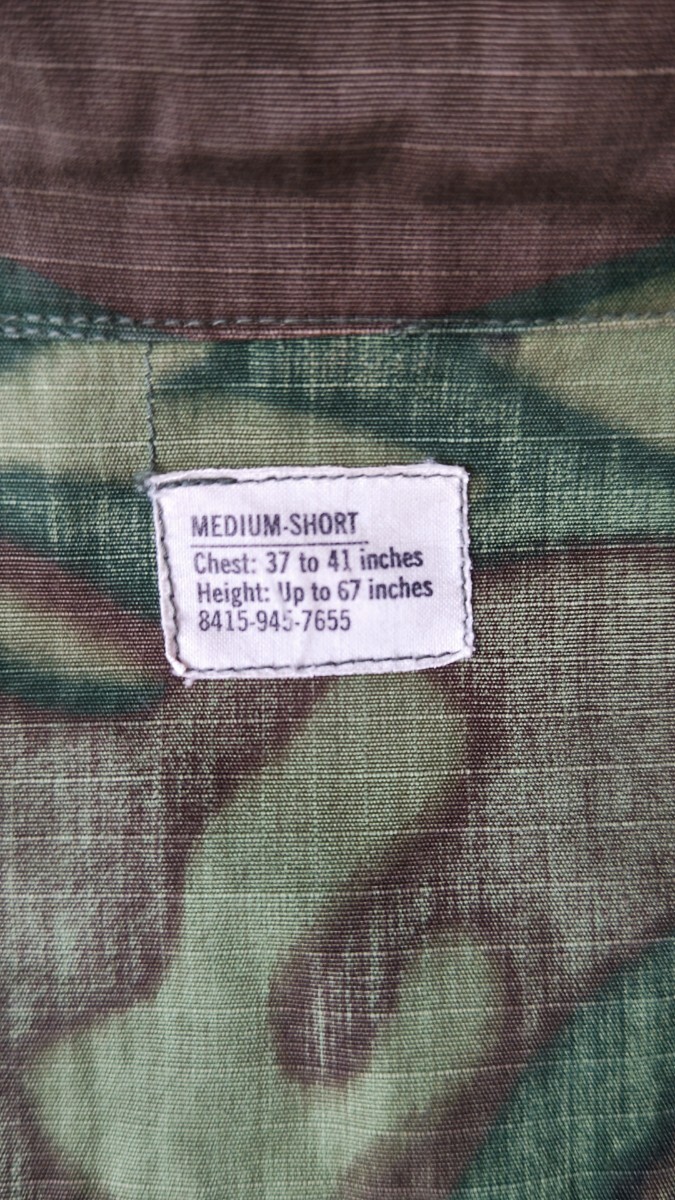 MEDIUM-SHORT
Chest: 37 to 41 inches
Height: Up to 67 inches
8415-945-7655